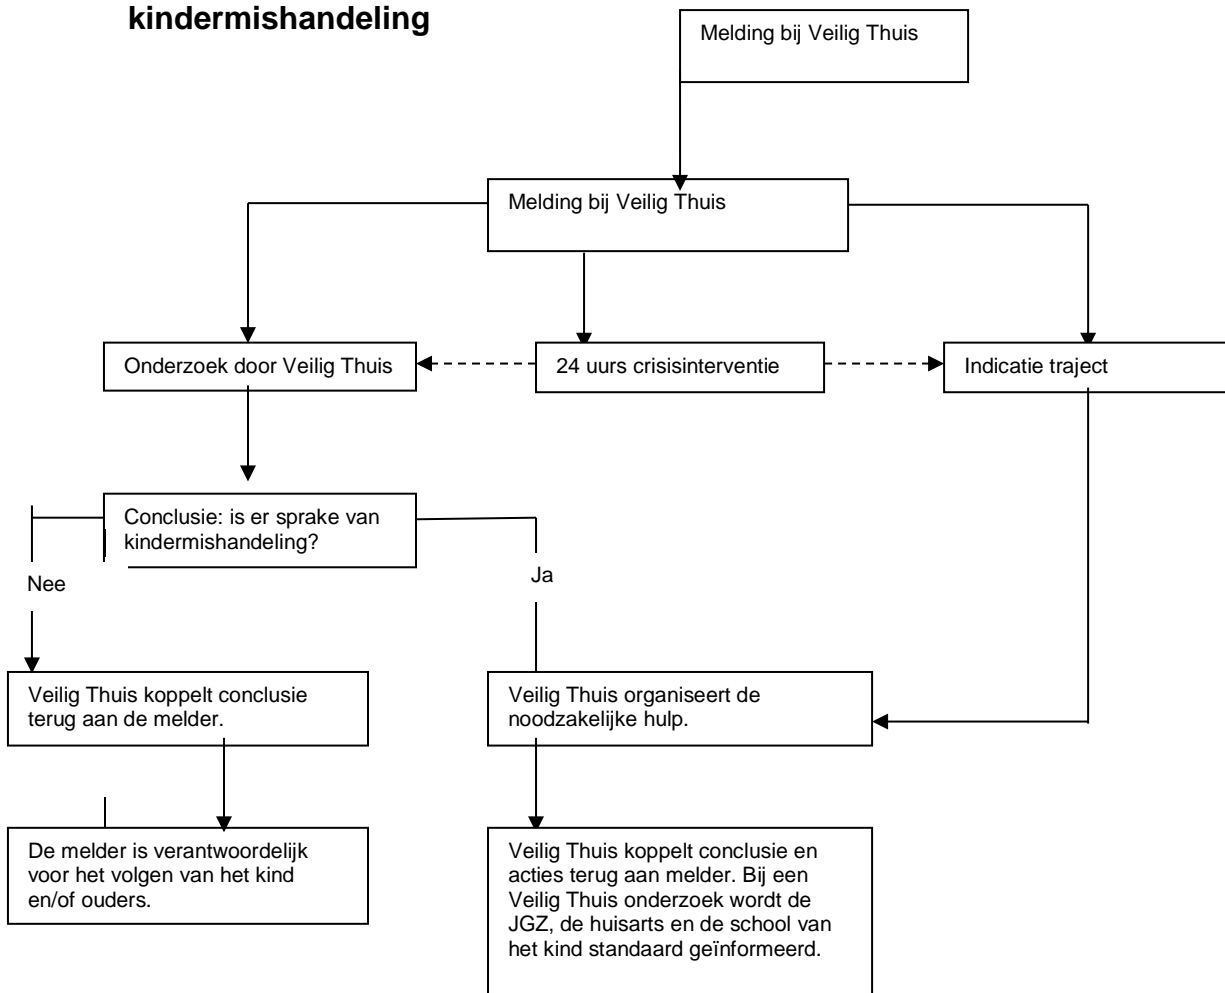 kindermishandeling
Melding bij Veilig Thuis
Melding bij Veilig Thuis
Onderzoek door Veilig Thuis
24 uurs crisisinterventie
Indicatie traject
Conclusie: is er sprake van
kindermishandeling?
Nee
Ja
Veilig Thuis koppelt conclusie
terug aan de melder.
Veilig Thuis organiseert de
noodzakelijke hulp.
De melder is verantwoordelijk
voor het volgen van het kind
en/of ouders.
Veilig Thuis koppelt conclusie en
acties terug aan melder. Bij een
Veilig Thuis onderzoek wordt de
JGZ, de huisarts en de school van
het kind standaard geïnformeerd.